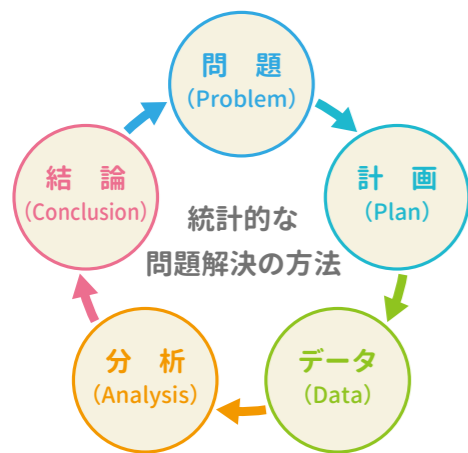 問　題
（Problem）
計　画
（Plan）
データ
（Data）
分　析
（Analysis）
結　論
（Conclusion）
統計的な
問題解決の方法